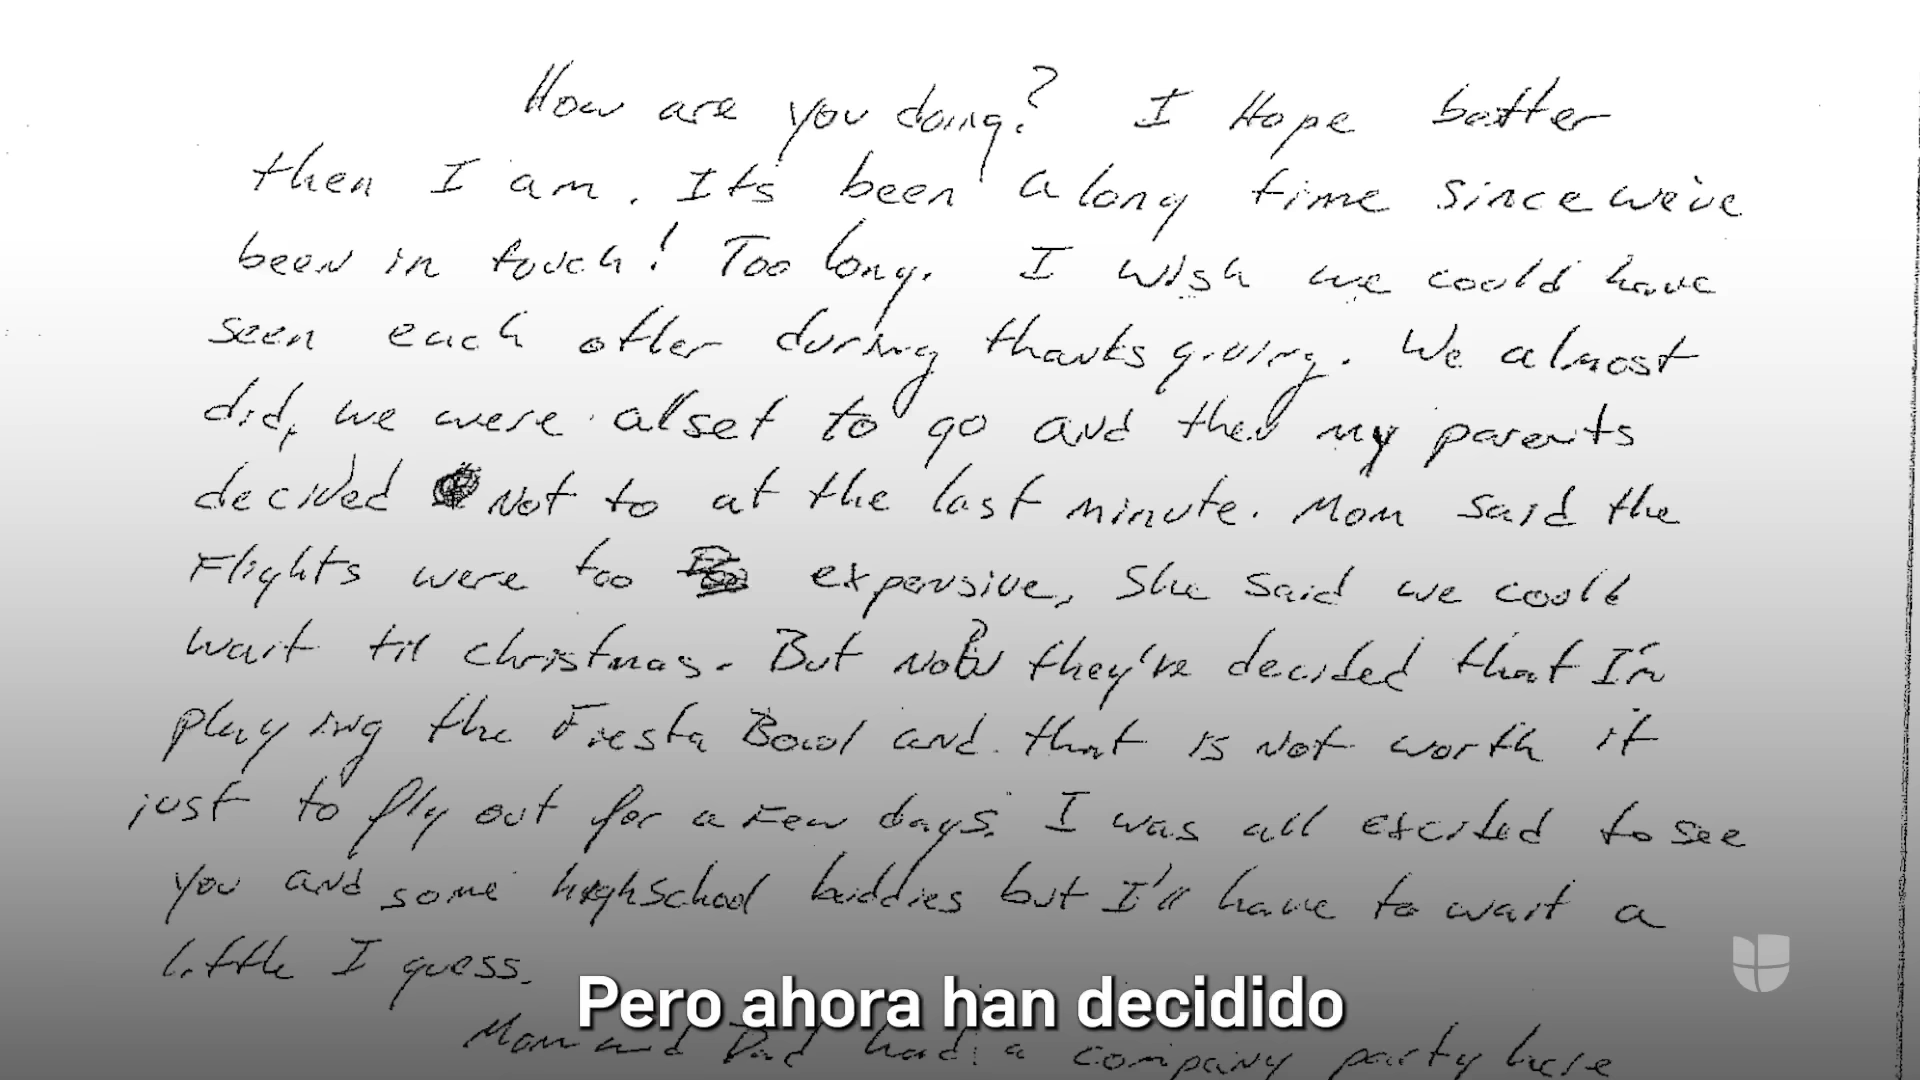 How are you doing? I Hope better
then I am. Its been a long time since we've
been in touch! Too long. I wish we could have
seen each other during thanksgiving. We almost
did, we were all set to go and then my parents
decided Not to at the last minute. Mom said the
Flights were too expensive, She said we could
wait til christmas. But now they've decided that I'm
playing the Fiesta Bowl and that is Not worth it
just to fly out for a Few days. I was all excited to see
you and some highschool buddies but I'll have to wait a
little I guess.
Pero ahora han decidido
Mom and Dad had a company party here